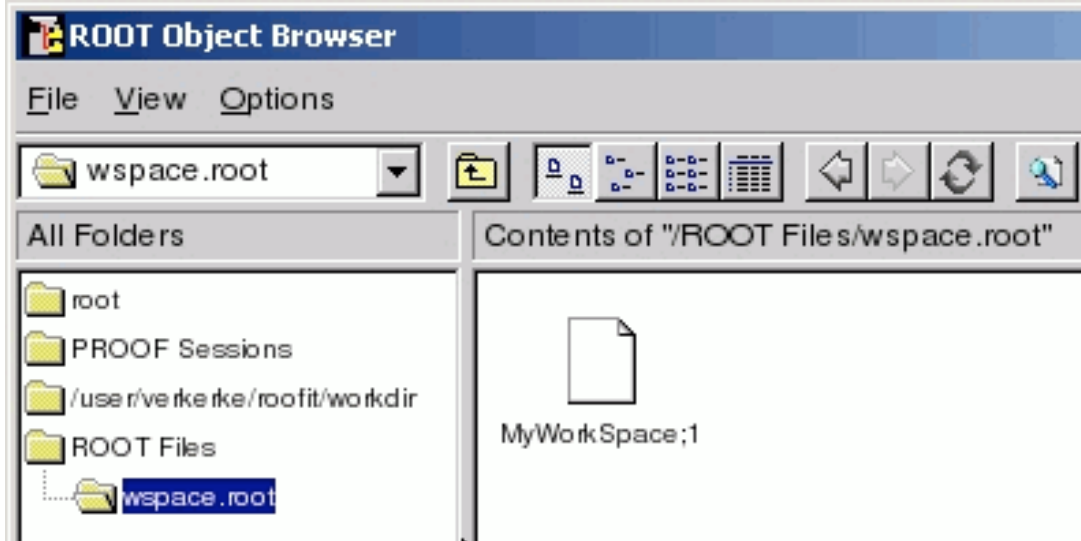 ROOT Object Browser
File View Options
wspace.root
All Folders
Contents of "/ROOT Files/wspace.root"
root
PROOF Sessions
/user/verkerke/roofit/workdir
ROOT Files
wspace.root
MyWorkSpace;1